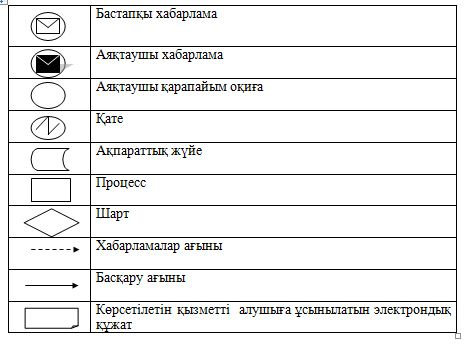 Бастапқы хабарлама
Аяқтаушы хабарлама
Аяқтаушы қарапайым оқиға
Қате
Ақпараттық жүйе
Процесс
Шарт
Хабарламалар ағыны
Басқару ағыны
Көрсетілетін қызметті алушыға ұсынылатын электрондық
құжат